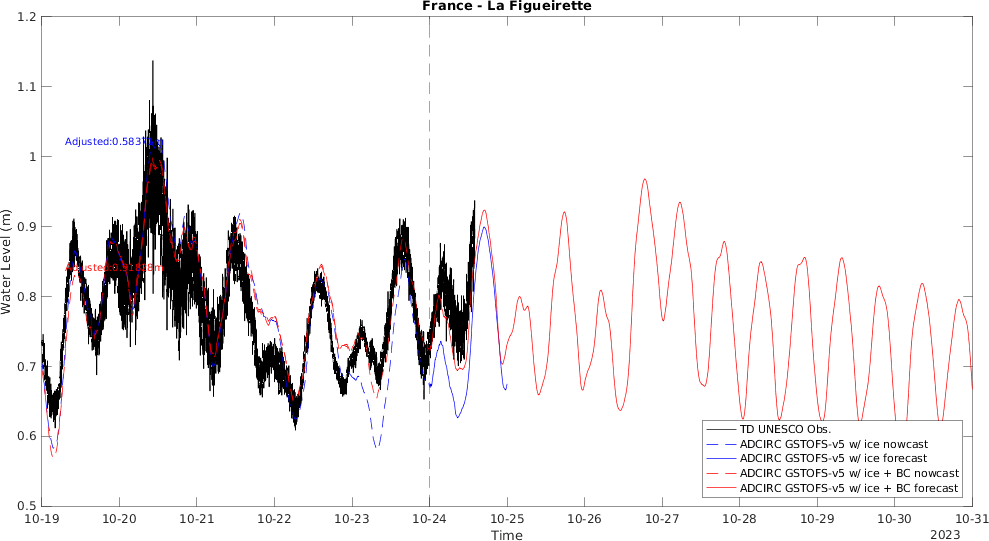 France - La Figueirette
1.2
1.1
1
0.9
0.8
0.7
0.6
0.5
Water Level (m)
10-19
10-20
10-21
10-22
10-23
10-24
10-25
10-26
10-27
10-28
10-29
10-30
10-31
Time
2023
TD UNESCO Obs.
ADCIRC GSTOFS-v5 w/ ice nowcast
ADCIRC GSTOFS-v5 w/ ice forecast
ADCIRC GSTOFS-v5 w/ ice + BC nowcast
ADCIRC GSTOFS-v5 w/ ice + BC forecast